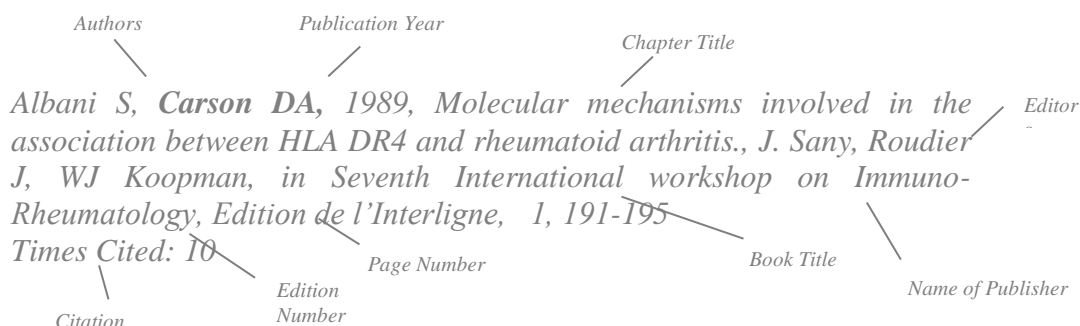 Authors
Publication Year
Chapter Title
Albani S, Carson DA, 1989, Molecular mechanisms involved in the
Editor
association between HLA DR4 and rheumatoid arthritis., J. Sany, Roudier
J, WJ Koopman, in Seventh International workshop on Immuno-
Rheumatology, Edition de l’Interligne, 1, 191-195
Times Cited: 10
Page Number
Book Title
Edition
Number
Name of Publisher
Citation